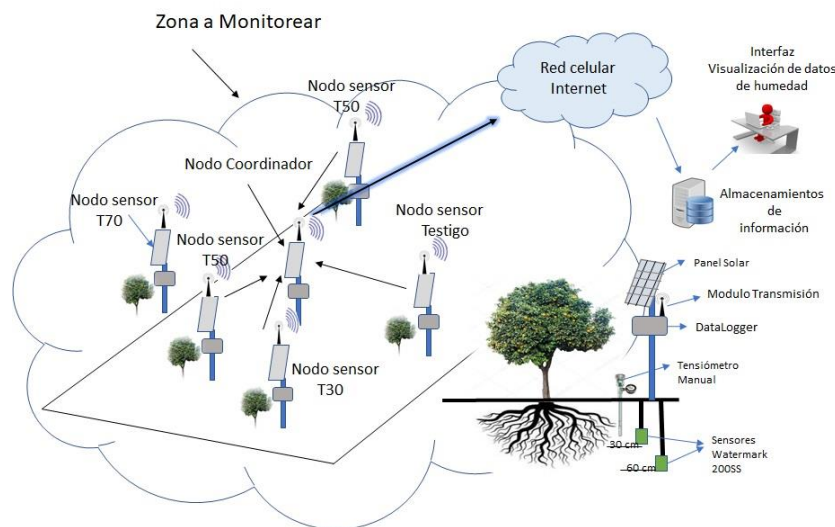 Zona a Monitorear
Nodo sensor
T50
Red celular
Internet
Interfaz
Visualización de datos
de humedad
Nodo Coordinador
Nodo sensor
T70
Nodo sensor
T50
Nodo sensor
Testigo
Almacenamientos
de
información
Nodo sensor
T30
Panel Solar
Modulo Transmisión
DataLogger
Tensiómetro
Manual
30 cm
60 cm
Sensores
Watermark
200SS